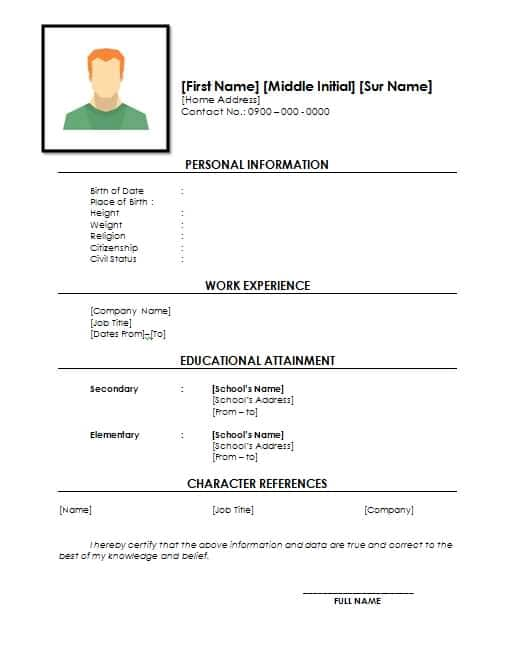 [First Name] [Middle Initial] [Sur Name]
[Home Address]
Contact No.: 0900 – 000 - 0000
PERSONAL INFORMATION
Birth of Date :
Place of Birth :
Height :
Weight :
Religion :
Citizenship :
Civil Status :
WORK EXPERIENCE
[Company Name]
[Job Title]
[Dates From]–[To]
EDUCATIONAL ATTAINMENT
Secondary : [School's Name]
[School's Address]
[From – to]
Elementary : [School's Name]
[School's Address]
[From – to]
CHARACTER REFERENCES
[Name] [Job Title] [Company]
I hereby certify that the above information and data are true and correct to the
best of my knowledge and belief.
FULL NAME